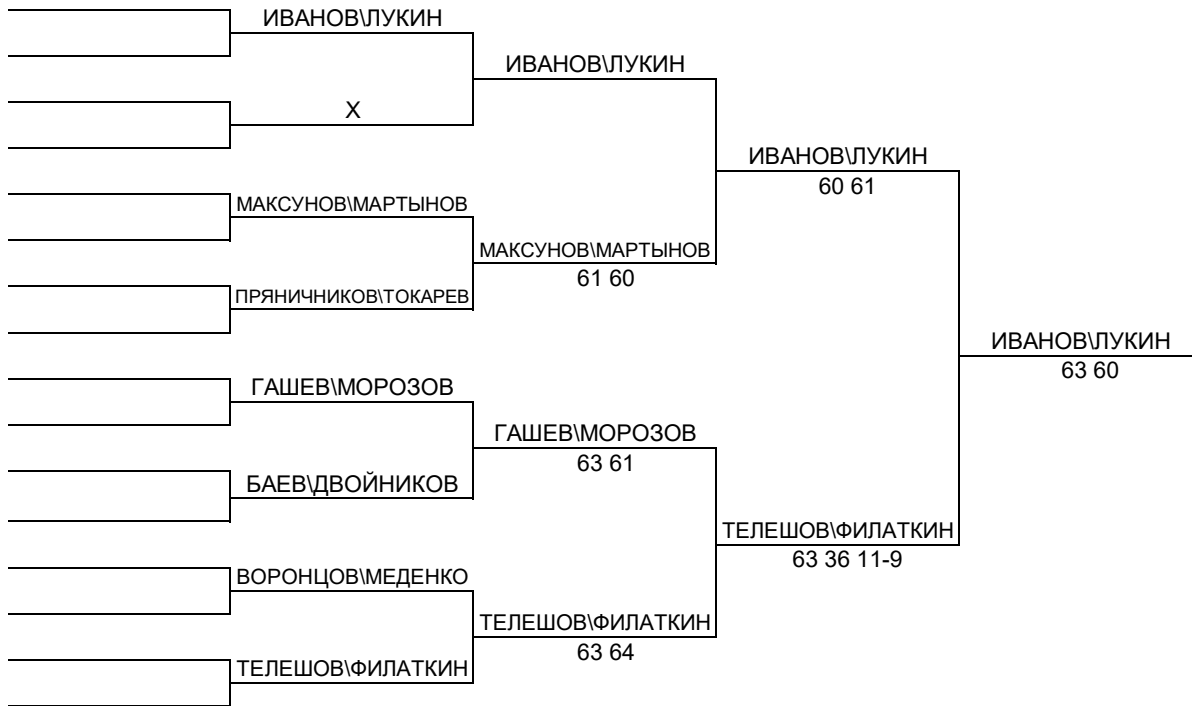 ИВАНОВ\ЛУКИН
ИВАНОВ\ЛУКИН
Х
ИВАНОВ\ЛУКИН
60 61
МАКСУНОВ\МАРТЫНОВ
МАКСУНОВ\МАРТЫНОВ
61 60
ПРЯНИЧНИКОВ\ТОКАРЕВ
ИВАНОВ\ЛУКИН
63 60
ГАШЕВ\МОРОЗОВ
ГАШЕВ\МОРОЗОВ
63 61
БАЕВ\ДВОЙНИКОВ
ТЕЛЕШОВ\ФИЛАТКИН
63 36 11-9
ВОРОНЦОВ\МЕДЕНКО
ТЕЛЕШОВ\ФИЛАТКИН
63 64
ТЕЛЕШОВ\ФИЛАТКИН